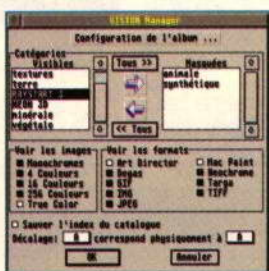 VISION Manager
Configuration de l'album ...
Catégories
Visibles
Masquées
textures
terre
NEON 3D
minérale
végétale
Tous >>
<< Tous
animale
synthétique
Voir les images
Monochromes
4 Couleurs
16 Couleurs
256 Couleurs
True Color
Voir les formats
Art Director
Degas
GIF
IMG
JPEG
Mac Paint
Neochrome
Targa
TIFF
Sauver l'index du catalogue
Décalage: A correspond physiquement à A
OK
Annuler